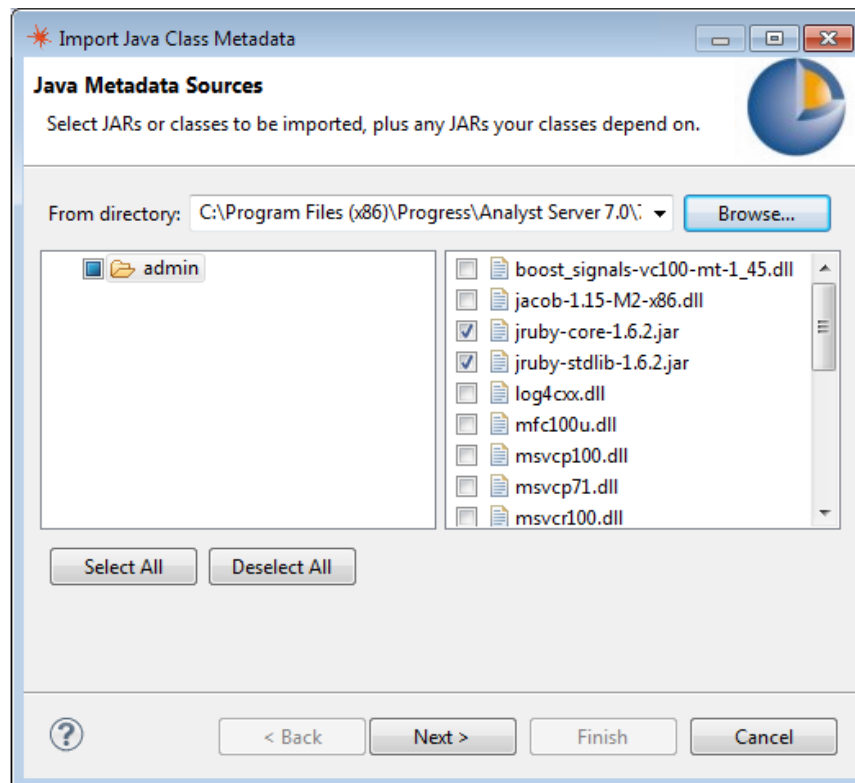 Import Java Class Metadata
Java Metadata Sources
Select JARs or classes to be imported, plus any JARs your classes depend on.
From directory: C:\Program Files (x86)\Progress\Analyst Server 7.0\ Browse...
admin
boost_signals-vc100-mt-1_45.dll
jacob-1.15-M2-x86.dll
jruby-core-1.6.2.jar
jruby-stdlib-1.6.2.jar
log4cxx.dll
mfc100u.dll
msvcp100.dll
msvcp71.dll
msvcr100.dll
Select All Deselect All
? < Back Next > Finish Cancel